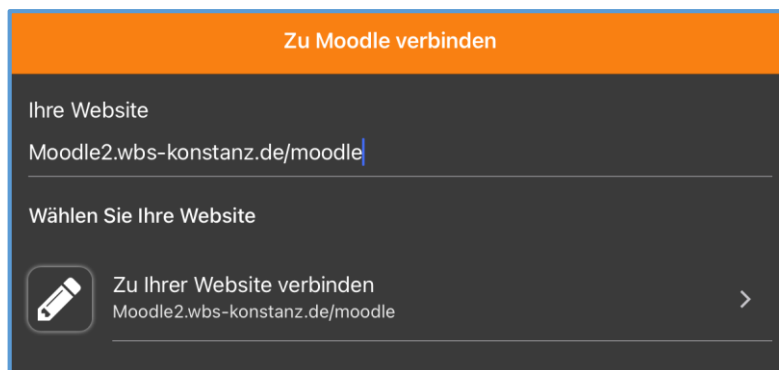 Zu Moodle verbinden
Ihre Website
Moodle2.wbs-konstanz.de/moodle
Wählen Sie Ihre Website
Zu Ihrer Website verbinden
Moodle2.wbs-konstanz.de/moodle